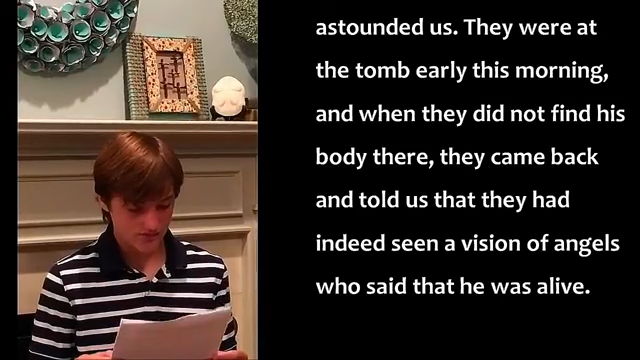 astounded us. They were at
the tomb early this morning,
and when they did not find his
body there, they came back
and told us that they had
indeed seen a vision of angels
who said that he was alive.